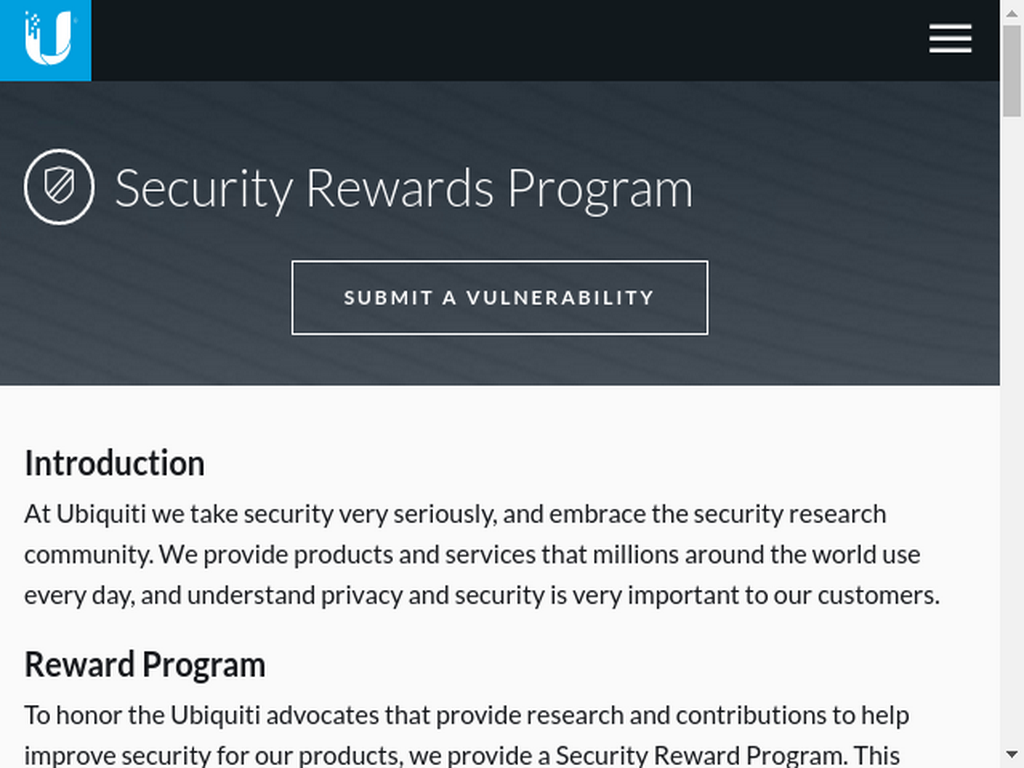 Security Rewards Program
SUBMIT A VULNERABILITY
Introduction
At Ubiquiti we take security very seriously, and embrace the security research
community. We provide products and services that millions around the world use
every day, and understand privacy and security is very important to our customers.
Reward Program
To honor the Ubiquiti advocates that provide research and contributions to help
improve security for our products, we provide a Security Reward Program. This